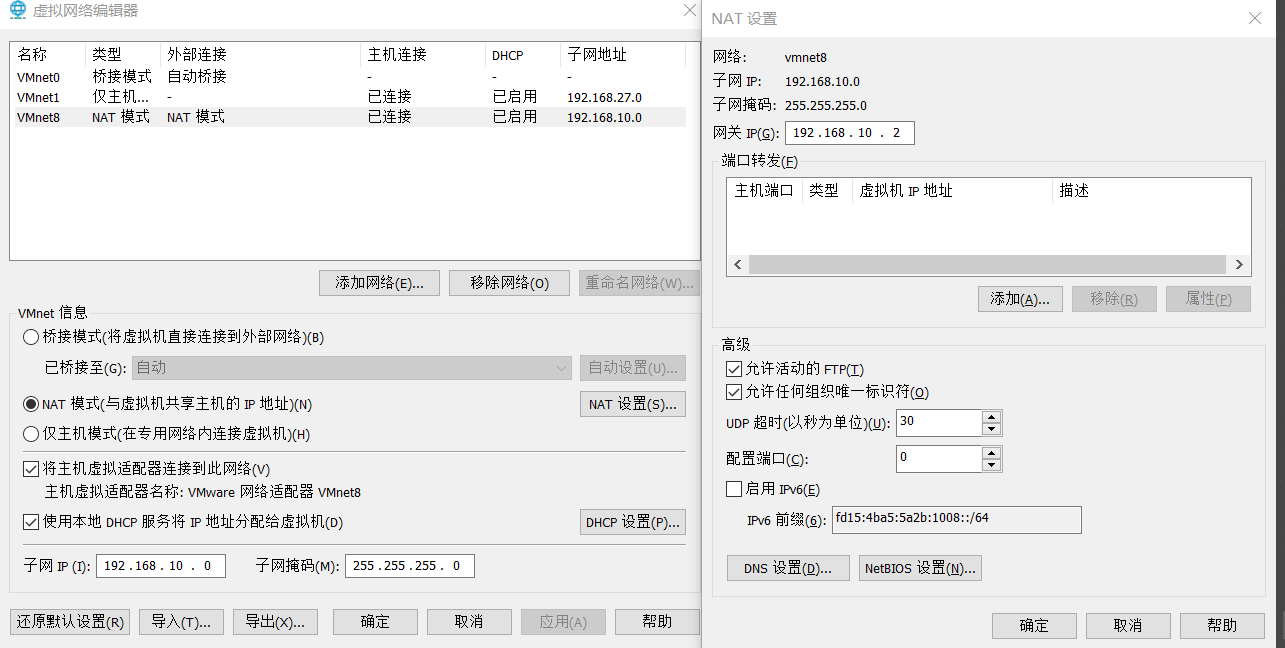 虚拟网络编辑器
名称 类型 外部连接 主机连接 DHCP 子网地址
VMnet0 桥接模式 自动桥接 - - -
VMnet1 仅主机... - 已连接 已启用 192.168.27.0
VMnet8 NAT 模式 NAT 模式 已连接 已启用 192.168.10.0
添加网络(E)... 移除网络(O) 重命名网络(W)...
VMnet 信息
桥接模式(将虚拟机直接连接到外部网络)(B)
已桥接至(G): 自动 自动设置(U)...
NAT 模式(与虚拟机共享主机的 IP 地址)(N) NAT 设置(S)...
仅主机模式(在专用网络内连接虚拟机)(H)
将主机虚拟适配器连接到此网络(V)
主机虚拟适配器名称: VMware 网络适配器 VMnet8
使用本地 DHCP 服务将 IP 地址分配给虚拟机(D) DHCP 设置(P)...
子网 IP (I): 192.168.10.0 子网掩码(M): 255.255.255.0
还原默认设置(R) 导入(T)... 导出(X)... 确定 取消 应用(A) 帮助
NAT 设置
网络: vmnet8
子网 IP: 192.168.10.0
子网掩码: 255.255.255.0
网关 IP(G): 192.168.10.2
端口转发(F)
主机端口 类型 虚拟机 IP 地址 描述
添加(A)... 移除(R) 属性(P)
高级
允许活动的 FTP(T)
允许任何组织唯一标识符(O)
UDP 超时(以秒为单位)(U): 30
配置端口(C): 0
启用 IPv6(E)
IPv6 前缀(6): fd15:4ba5:5a2b:1008::/64
DNS 设置(D)... NetBIOS 设置(N)...
确定 取消 帮助